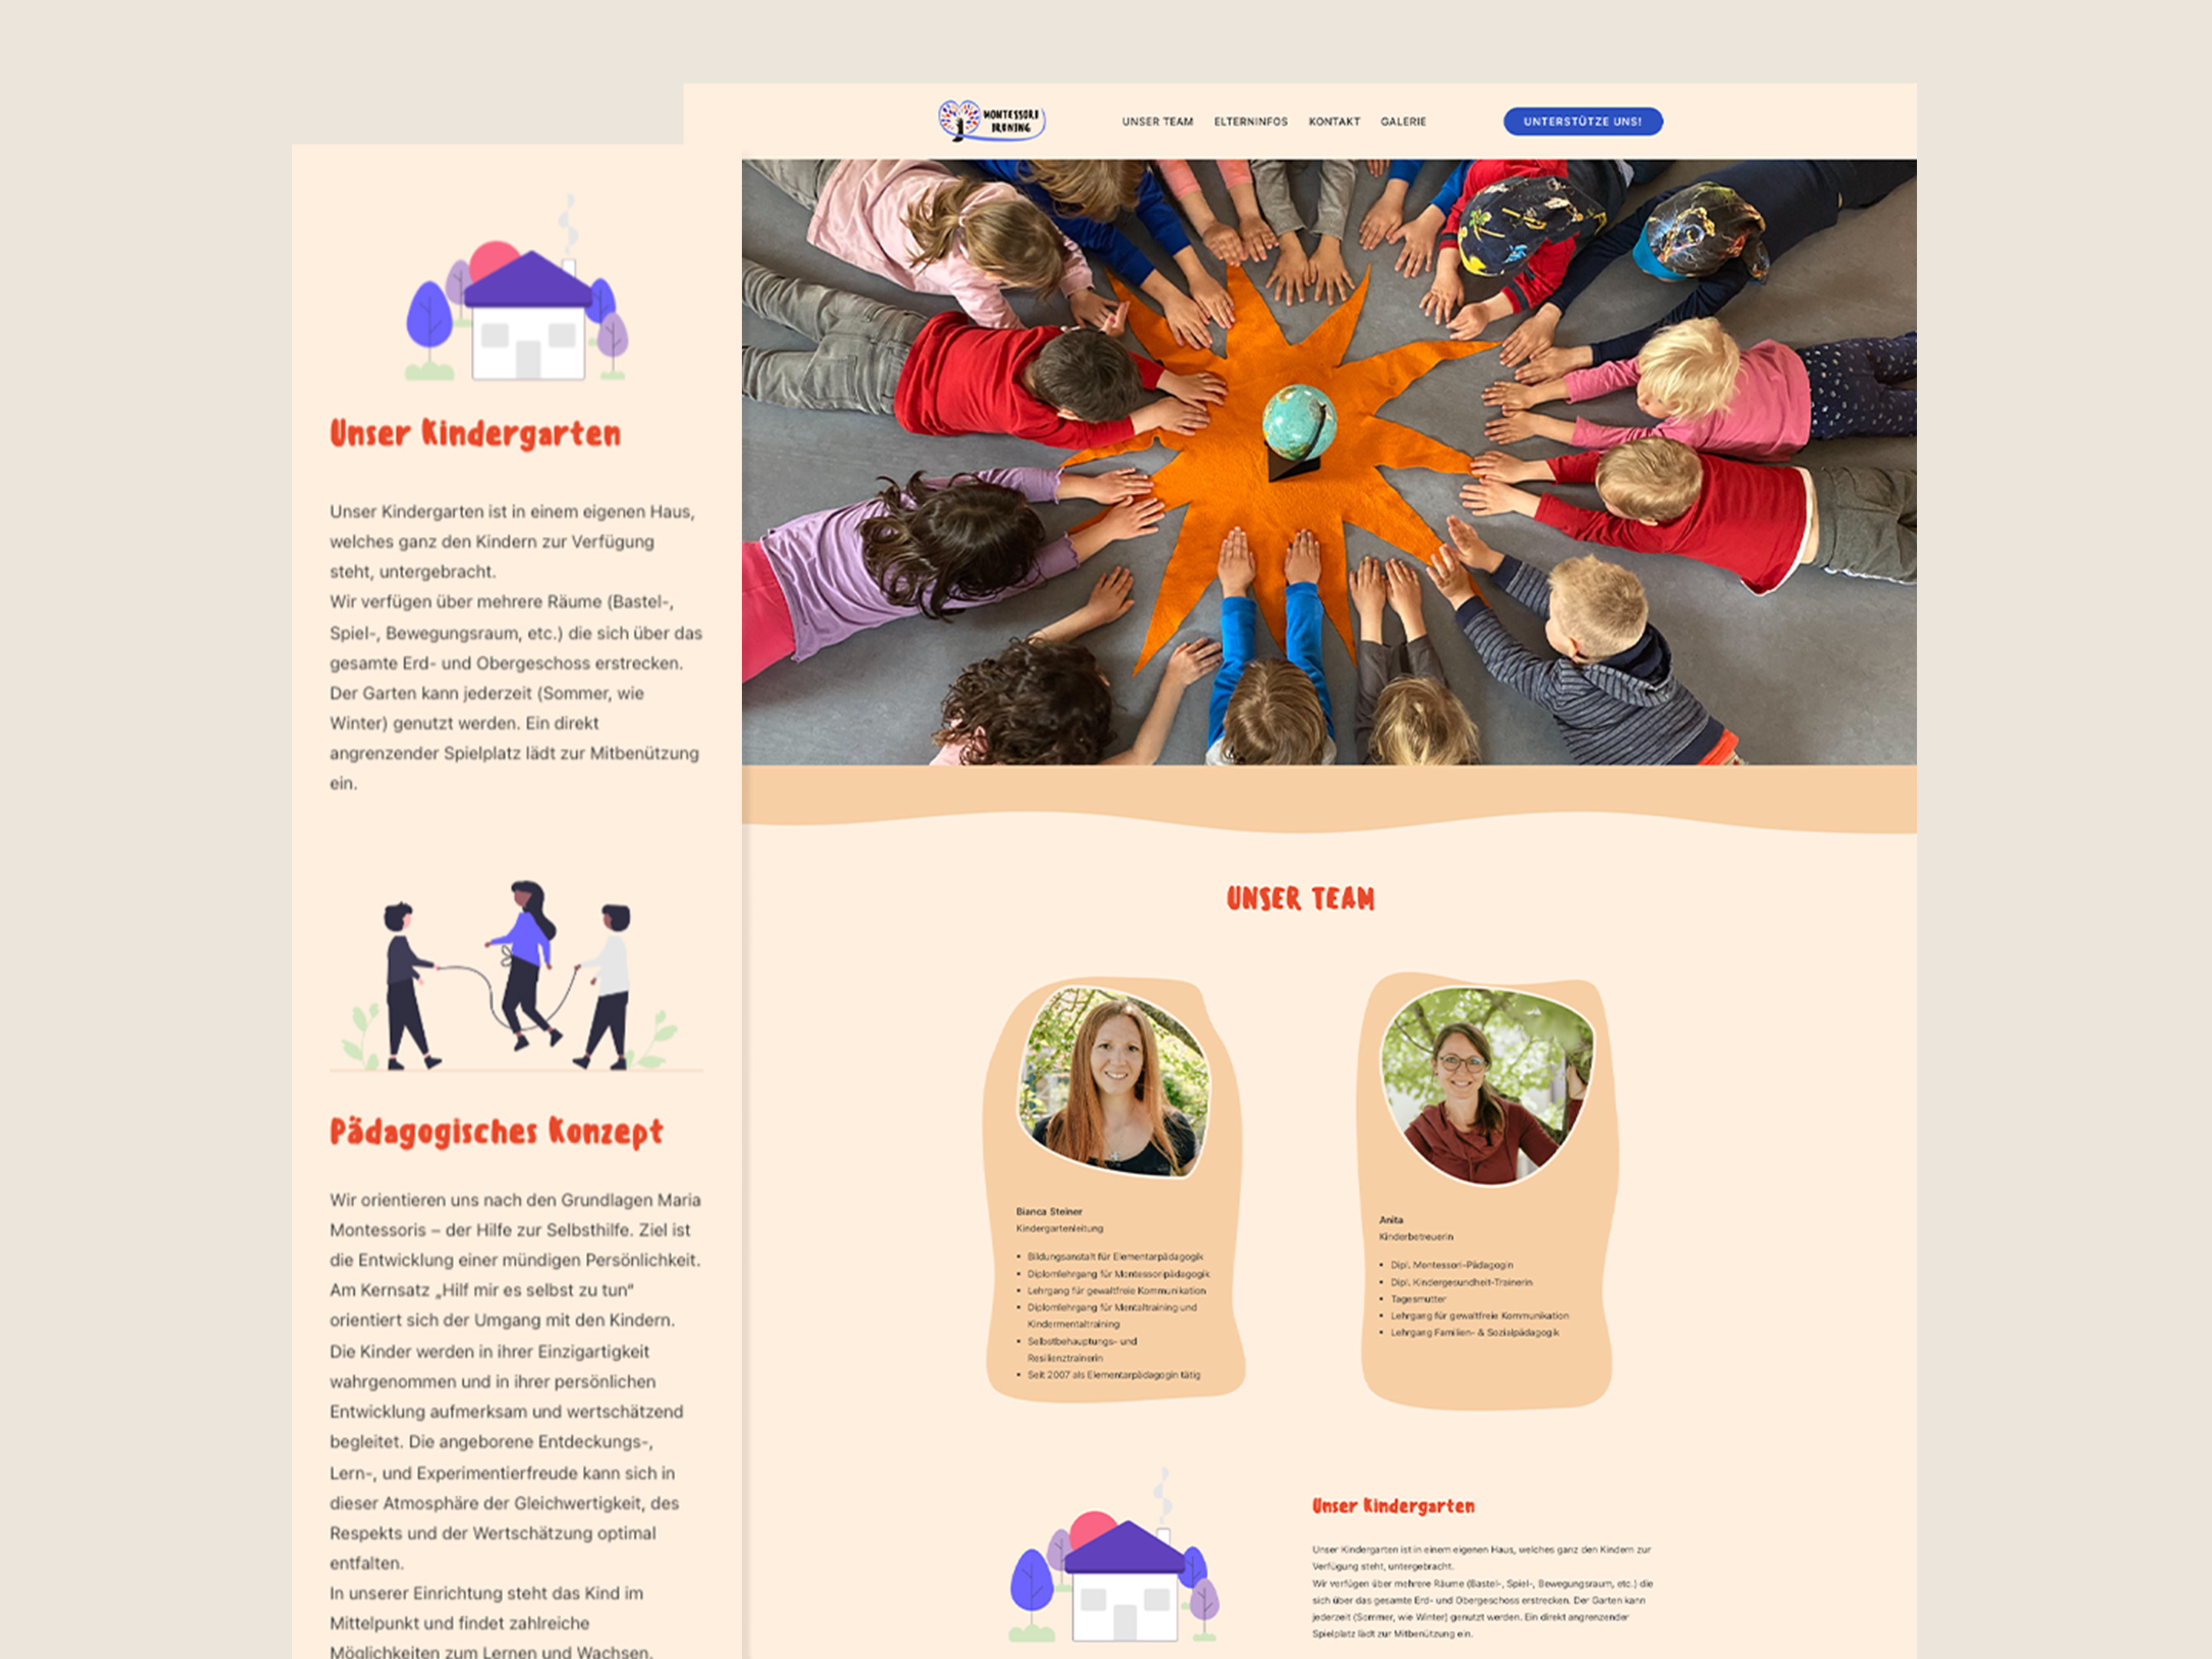 MONTESSORI
IRDNING
UNSER TEAM
ELTERNINFOS
KONTAKT
GALERIE
UNTERSTÜTZE UNS!
Unser Kindergarten
Unser Kindergarten ist in einem eigenen Haus,
welches ganz den Kindern zur Verfügung
steht, untergebracht.
Wir verfügen über mehrere Räume (Bastel-,
Spiel-, Bewegungsraum, etc.) die sich über das
gesamte Erd- und Obergeschoss erstrecken.
Der Garten kann jederzeit (Sommer, wie
Winter) genutzt werden. Ein direkt
angrenzender Spielplatz lädt zur Mitbenützung
ein.
Pädagogisches Konzept
Wir orientieren uns nach den Grundlagen Maria
Montessoris – der Hilfe zur Selbsthilfe. Ziel ist
die Entwicklung einer mündigen Persönlichkeit.
Am Kernsatz „Hilf mir es selbst zu tun“
orientiert sich der Umgang mit den Kindern.
Die Kinder werden in ihrer Einzigartigkeit
wahrgenommen und in ihrer persönlichen
Entwicklung aufmerksam und wertschätzend
begleitet. Die angeborene Entdeckungs-,
Lern-, und Experimentierfreude kann sich in
dieser Atmosphäre der Gleichwertigkeit, des
Respekts und der Wertschätzung optimal
entfalten.
In unserer Einrichtung steht das Kind im
Mittelpunkt und findet zahlreiche
Möglichkeiten zum Lernen und Wachsen.
UNSER TEAM
Bianca Steiner
Kindergartenleitung
▪ Bildungsanstalt für Elementarpädagogik
▪ Diplomlehrgang für Montessoripädagogik
▪ Lehrgang für gewaltfreie Kommunikation
▪ Diplomlehrgang für Mentaltraining und
Kindermentaltraining
▪ Selbstbehauptungs- und
Resilienztrainerin
▪ Seit 2007 als Elementarpädagogin tätig
Anita
Kinderbetreuerin
▪ Dipl. Montessori-Pädagogin
▪ Dipl. Kindergesundheit-Trainerin
▪ Tagesmutter
▪ Lehrgang für gewaltfreie Kommunikation
▪ Lehrgang Familien- & Sozialpädagogik
Unser Kindergarten
Unser Kindergarten ist in einem eigenen Haus, welches ganz den Kindern zur
Verfügung steht, untergebracht.
Wir verfügen über mehrere Räume (Bastel-, Spiel-, Bewegungsraum, etc.) die
sich über das gesamte Erd- und Obergeschoss erstrecken. Der Garten kann
jederzeit (Sommer, wie Winter) genutzt werden. Ein direkt angrenzender
Spielplatz lädt zur Mitbenützung ein.